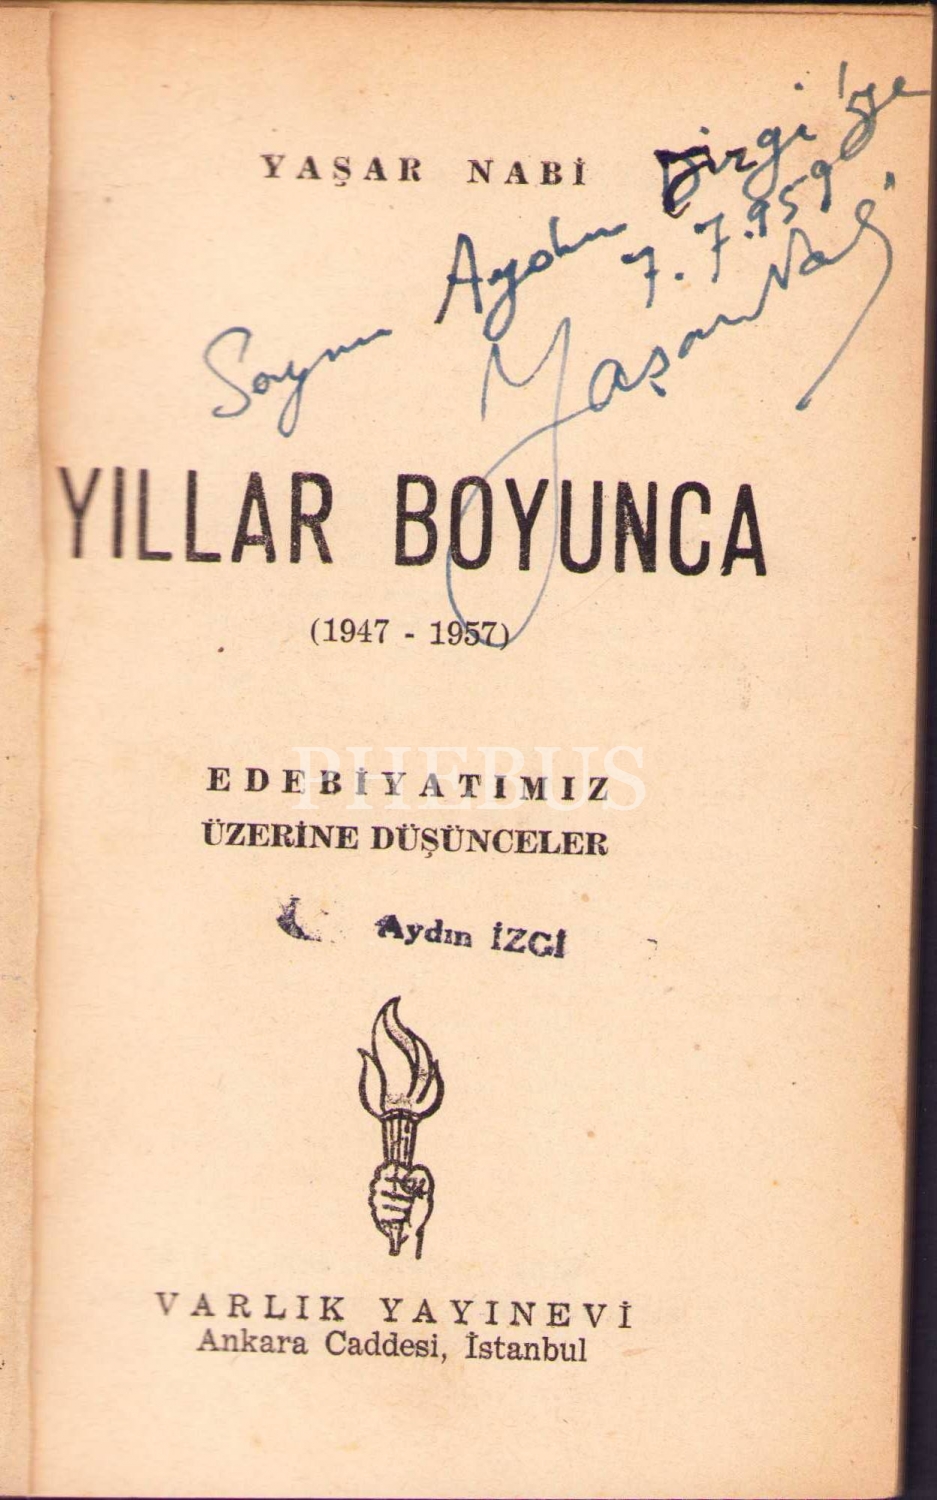 YAŞAR NABİ
Sayın Aydın İzgi'ye
7.7.959
Yaşar Nabi
YILLAR BOYUNCA
(1947 - 1957)
PHEBUS
EDEBİYATIMIZ
ÜZERİNE DÜŞÜNCELER
Aydın İZGİ
VARLIK YAYINEVİ
Ankara Caddesi, İstanbul